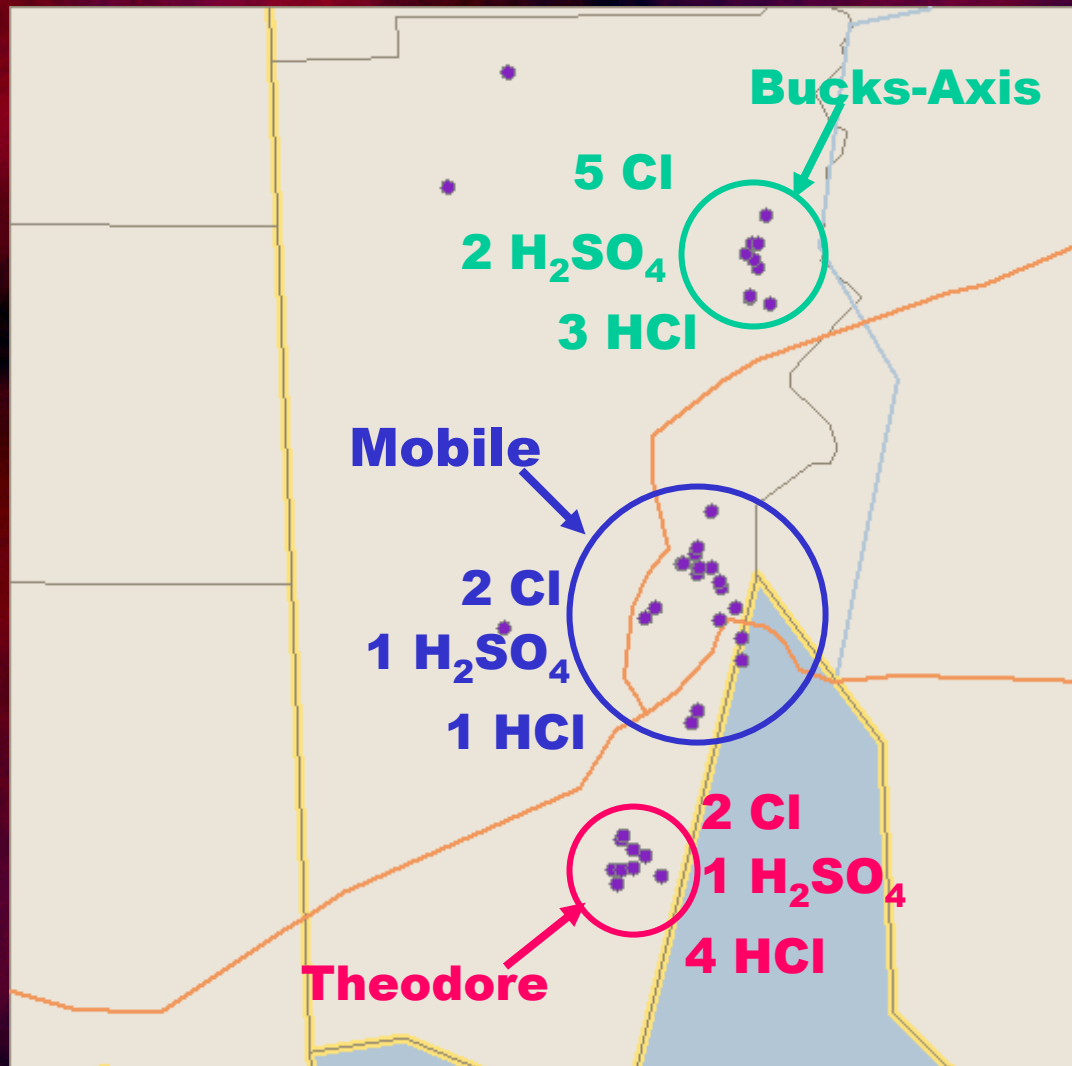 Bucks-Axis
5 Cl
2 H₂SO₄
3 HCl
Mobile
2 Cl
1 H₂SO₄
1 HCl
2 Cl
1 H₂SO₄
4 HCl
Theodore